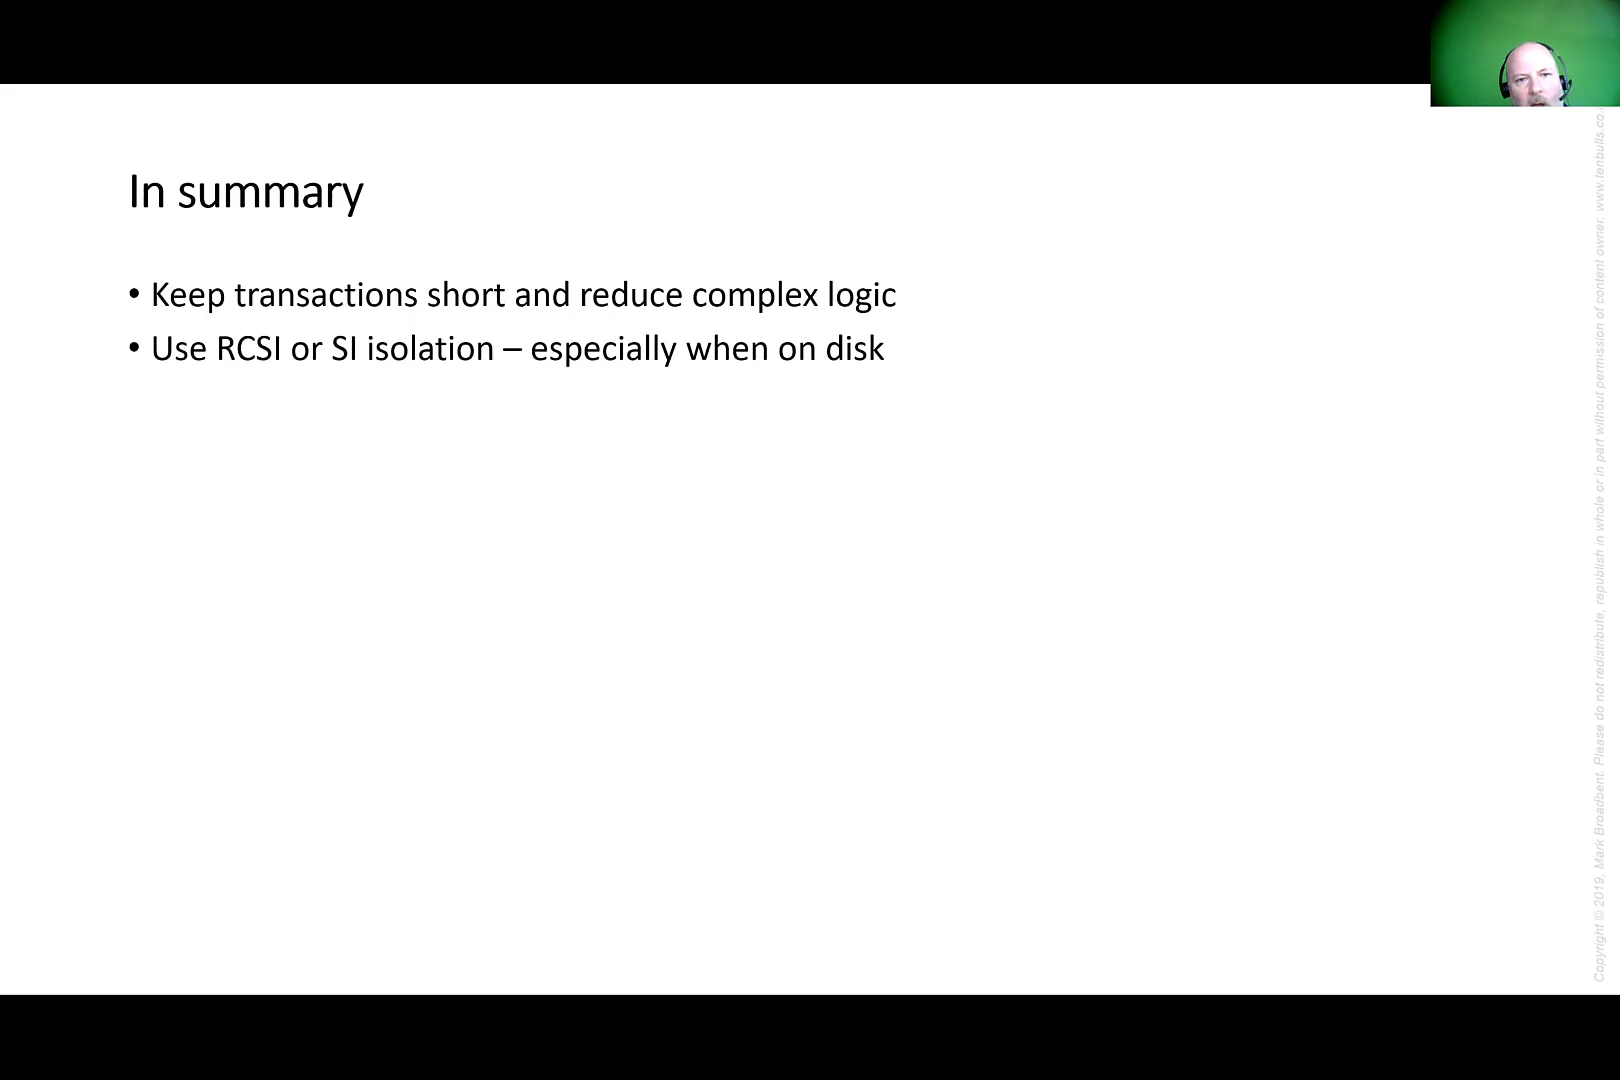 In summary
• Keep transactions short and reduce complex logic
• Use RCSI or SI isolation – especially when on disk
Copyright © 2019, Mark Broadbent. Please do not redistribute, republish in whole or in part without permission of content owner. www.tenbulls.co.